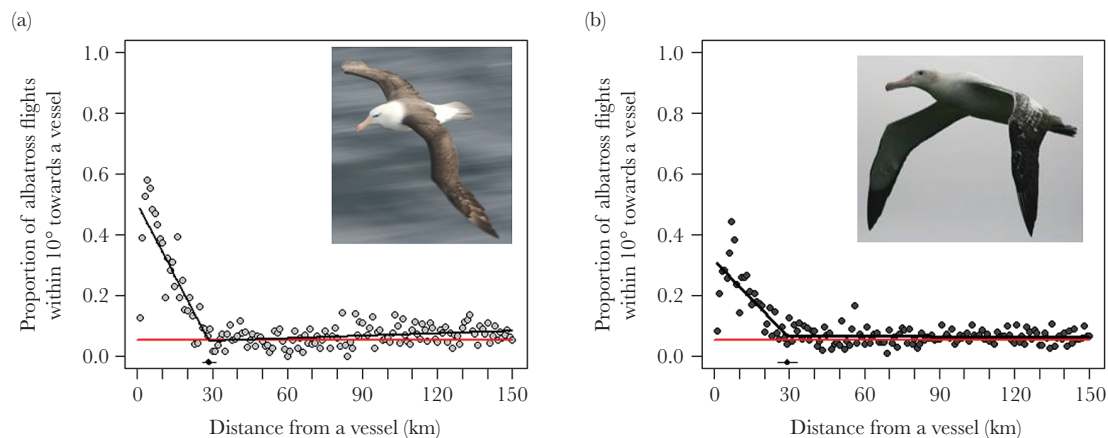 (a)
Proportion of albatross flights
within 10° towards a vessel
1.0
0.8
0.6
0.4
0.2
0.0
0 30 60 90 120 150
Distance from a vessel (km)
(b)
Proportion of albatross flights
within 10° towards a vessel
1.0
0.8
0.6
0.4
0.2
0.0
0 30 60 90 120 150
Distance from a vessel (km)